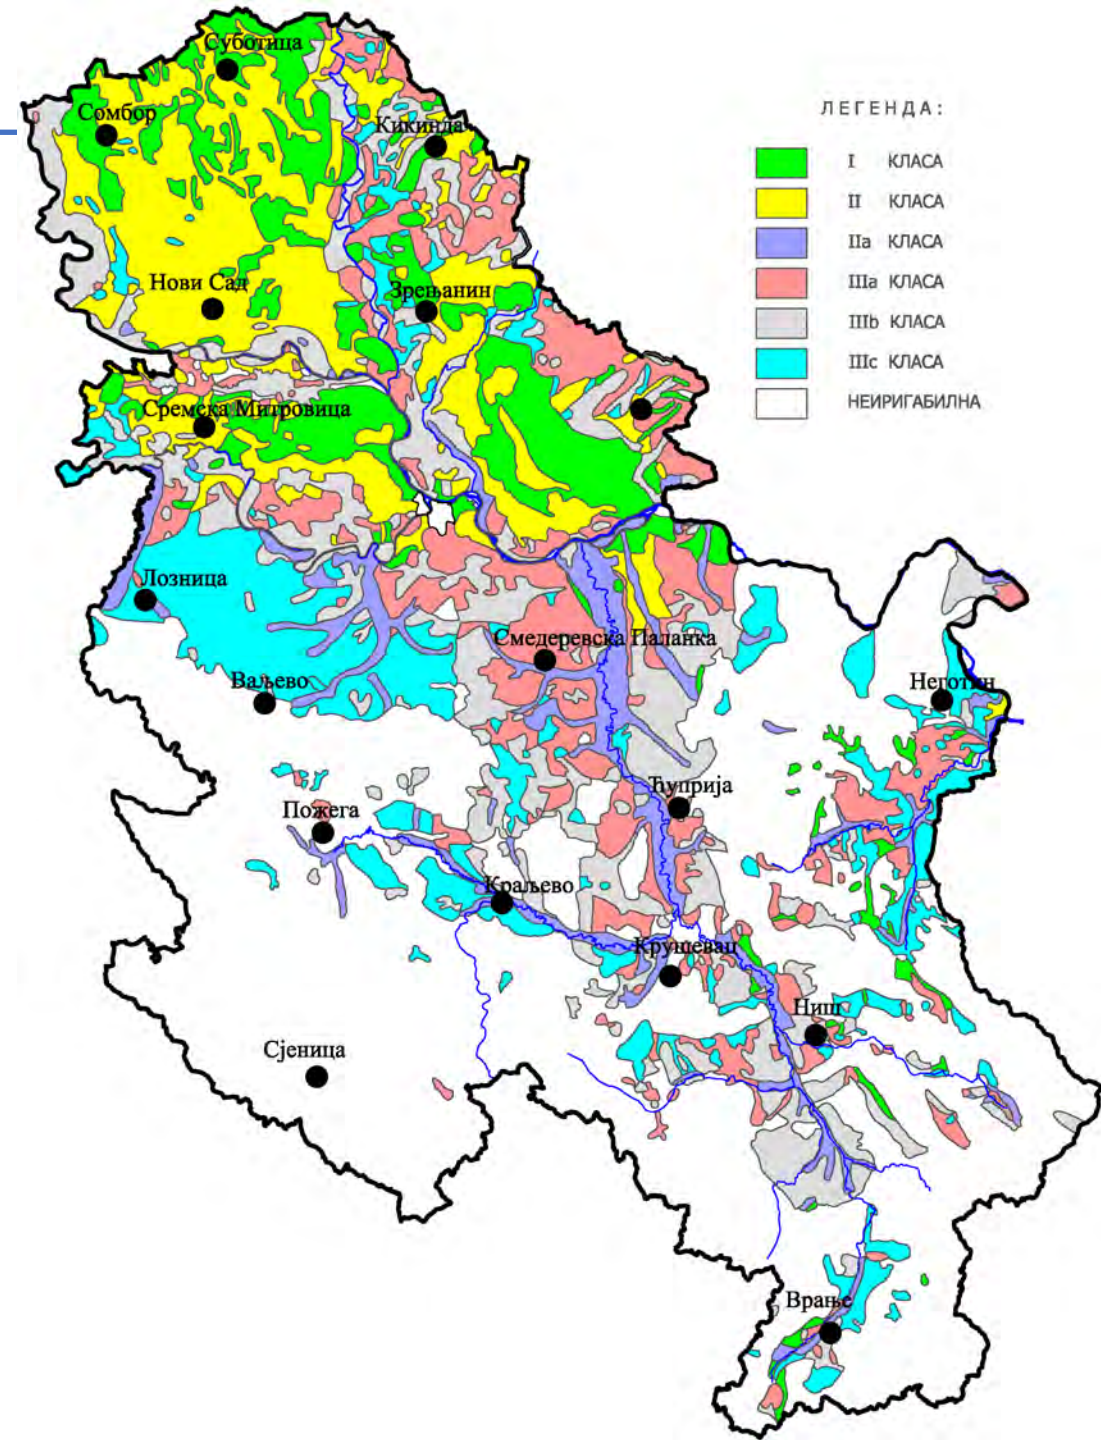 Суботица
Сомбор
Кикинда
Нови Сад
Зрењанин
Сремска Митровица
Лозница
Смедеревска Паланка
Ваљево
Неготин
Ћуприја
Пожега
Краљево
Крушевац
Ниш
Сјеница
Врање
ЛЕГЕНДА:
I КЛАСА
II КЛАСА
IIa КЛАСА
IIIa КЛАСА
IIIb КЛАСА
IIIc КЛАСА
НЕИРИГАБИЛНА